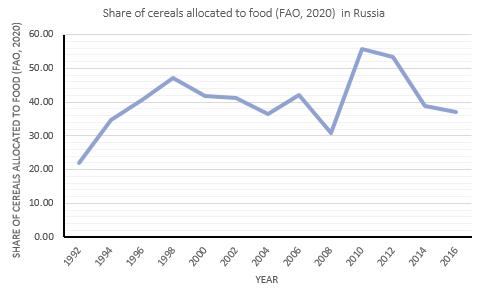 Share of cereals allocated to food (FAO, 2020)  in Russia
SHARE OF CEREALS ALLOCATED TO FOOD (FAO, 2020)
60.00
50.00
40.00
30.00
20.00
10.00
0.00
1992 1994 1996 1998 2000 2002 2004 2006 2008 2010 2012 2014 2016
YEAR